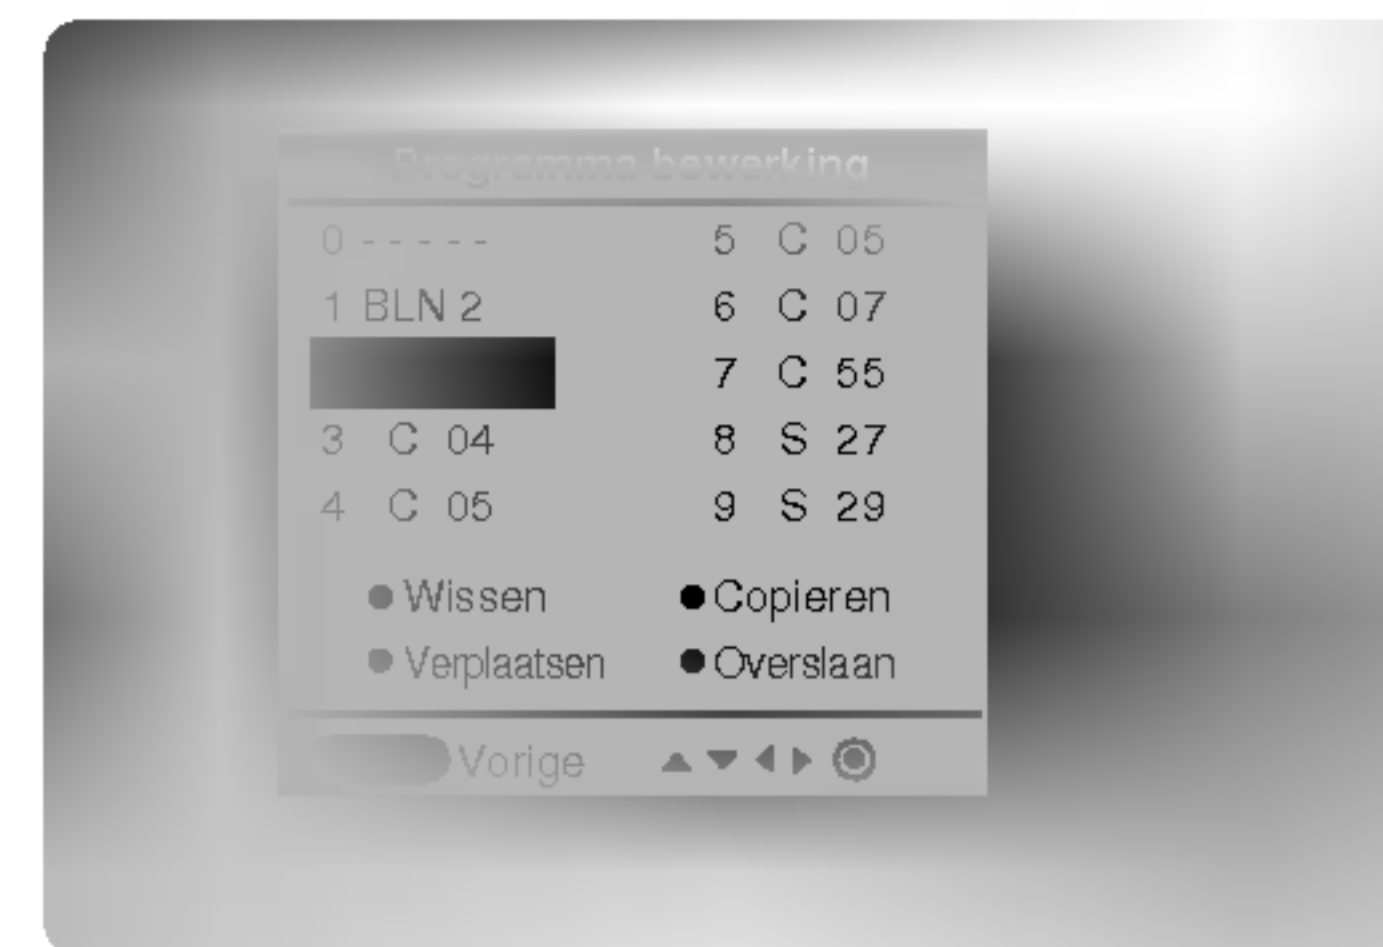 Programma bewerking
0 - - - - -
1 BLN 2
3 C 04
4 C 05
5 C 05
6 C 07
7 C 55
8 S 27
9 S 29
Wissen
Copieren
Verplaatsen
Overslaan
Vorige